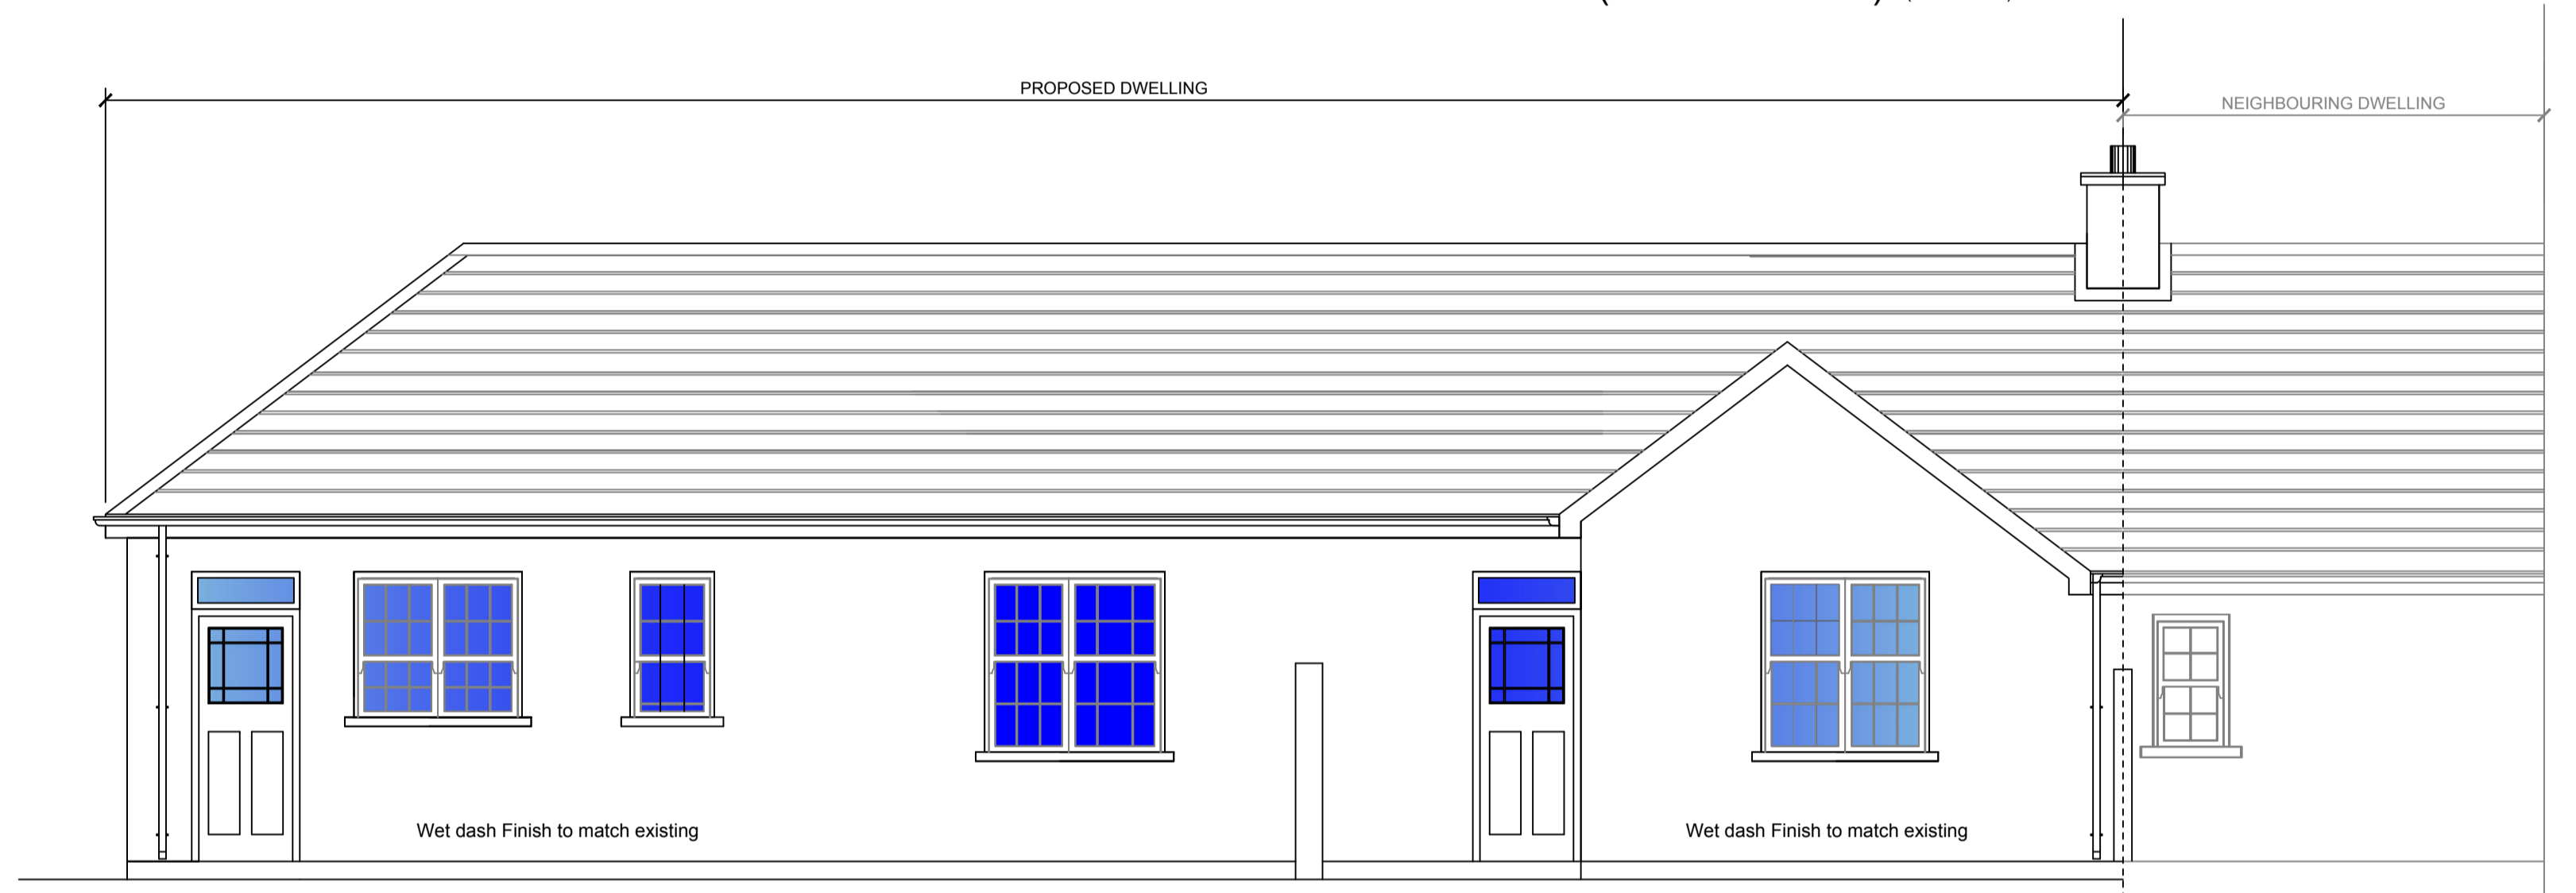 PROPOSED DWELLING
NEIGHBOURING DWELLING
Wet dash Finish to match existing
Wet dash Finish to match existing